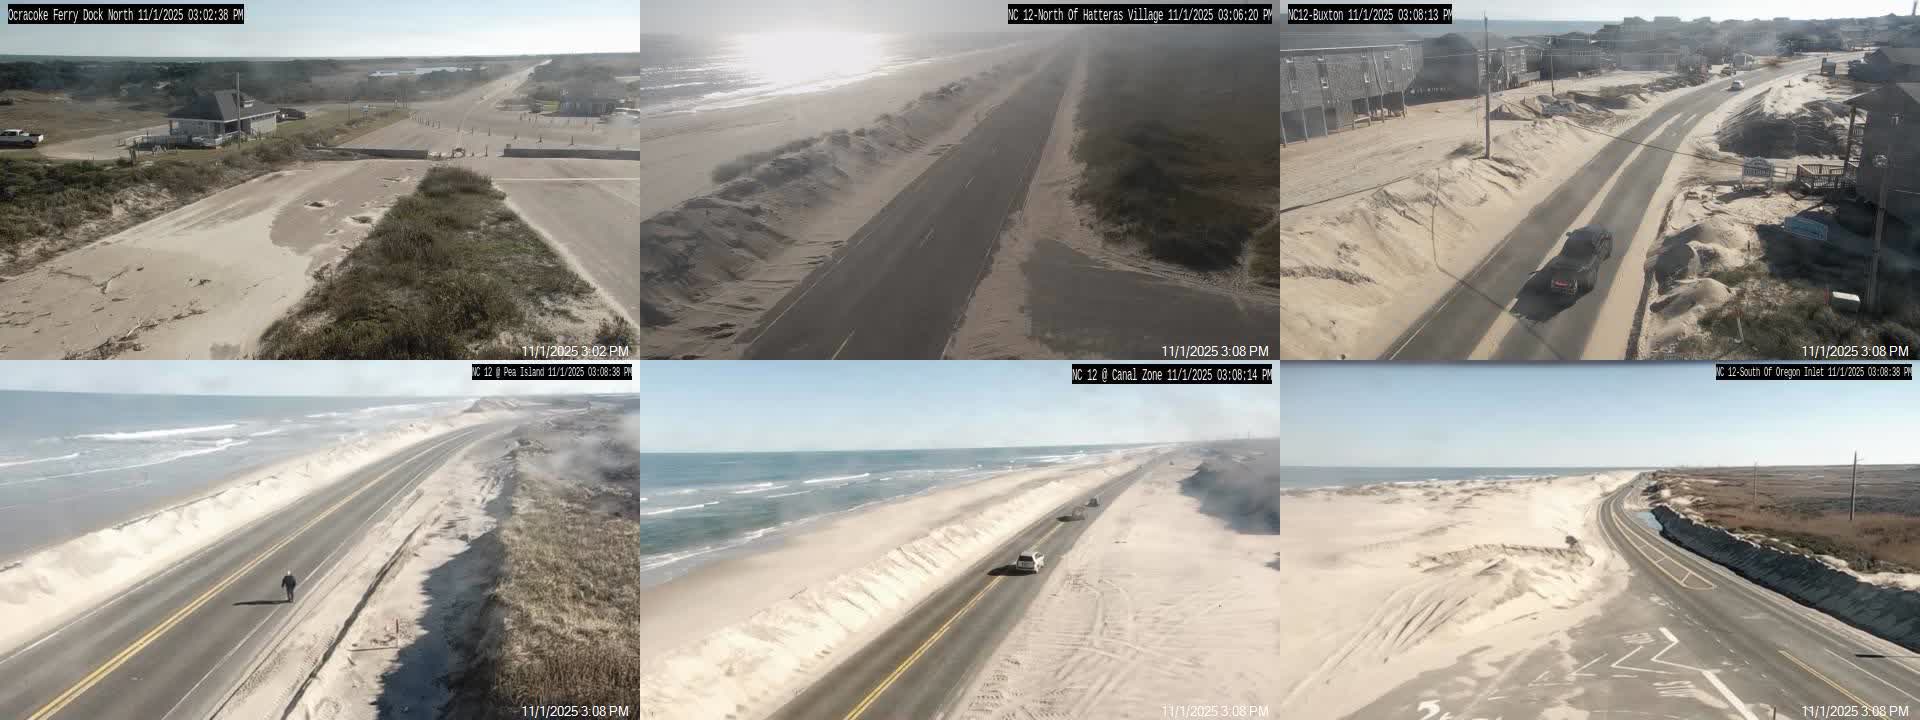 Ocracoke Ferry Dock North 11/1/2025 03:02:38 PM
NC 12-North Of Hatteras Village 11/1/2025 03:06:20 PM
NC12-Buxton 11/1/2025 03:08:13 PM
11/1/2025 3:02 PM
11/1/2025 3:08 PM
11/1/2025 3:08 PM
NC 12 @ Pea Island 11/1/2025 03:08:38 PM
NC 12 @ Canal Zone 11/1/2025 03:08:14 PM
NC 12-South Of Oregon Inlet 11/1/2025 03:08:38 PM
11/1/2025 3:08 PM
11/1/2025 3:08 PM
11/1/2025 3:08 PM